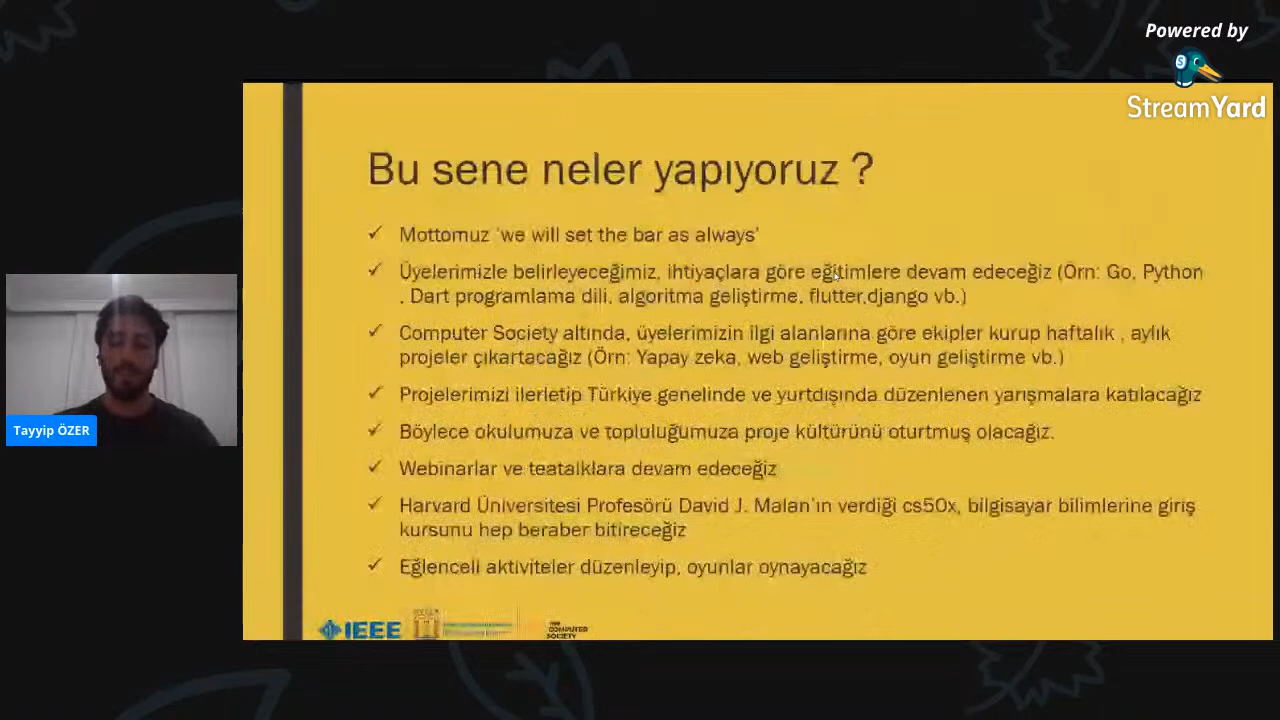 Powered by
StreamYard
Bu sene neler yapıyoruz ?
✓ Mottomuz 'we will set the bar as always'
✓ Üyelerimizle belirleyeceğimiz, ihtiyaçlara göre eğitimlere devam edeceğiz (Örn: Go, Python
, Dart programlama dili, algoritma geliştirme, flutter,django vb.)
✓ Computer Society altında, üyelerimizin ilgi alanlarına göre ekipler kurup haftalık , aylık
projeler çıkartacağız (Örn: Yapay zeka, web geliştirme, oyun geliştirme vb.)
✓ Projelerimizi ilerletip Türkiye genelinde ve yurtdışında düzenlenen yarışmalara katılacağız
✓ Böylece okulumuza ve topluluğumuza proje kültürünü oturtmuş olacağız.
✓ Webinarlar ve teatalklara devam edeceğiz
✓ Harvard Üniversitesi Profesörü David J. Malan'ın verdiği cs50x, bilgisayar bilimlerine giriş
kursunu hep beraber bitireceğiz
✓ Eğlenceli aktiviteler düzenleyip, oyunlar oynayacağız
Tayyip ÖZER
IEEE
COMPUTER
SOCIETY